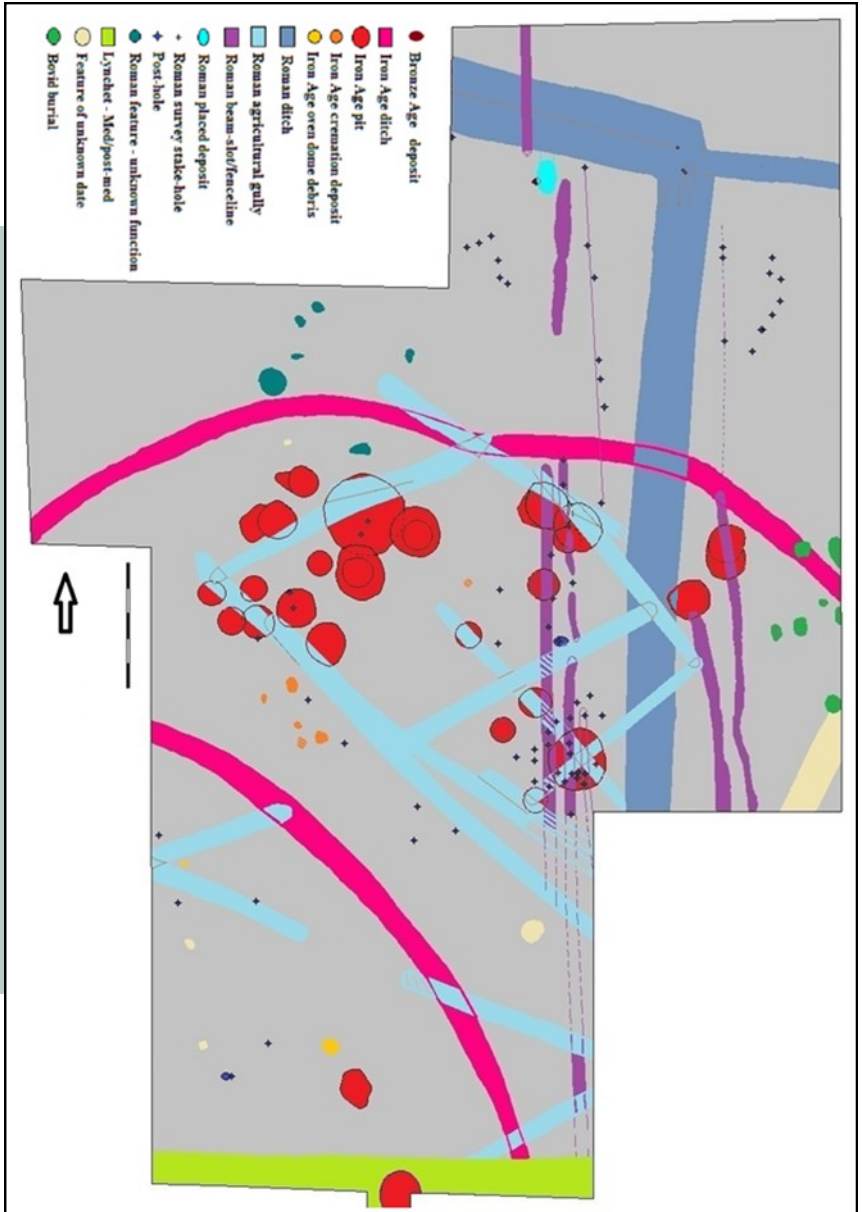 Bronze Age deposit
Iron Age ditch
Iron Age pit
Iron Age cremation deposit
Iron Age oven dome debris
Roman ditch
Roman agricultural gully
Roman beam-slot/fenceline
Roman placed deposit
Roman survey stake-hole
Post-hole
Roman feature - unknown function
Lynchet - Med/post-med
Feature of unknown date
Bovid burial